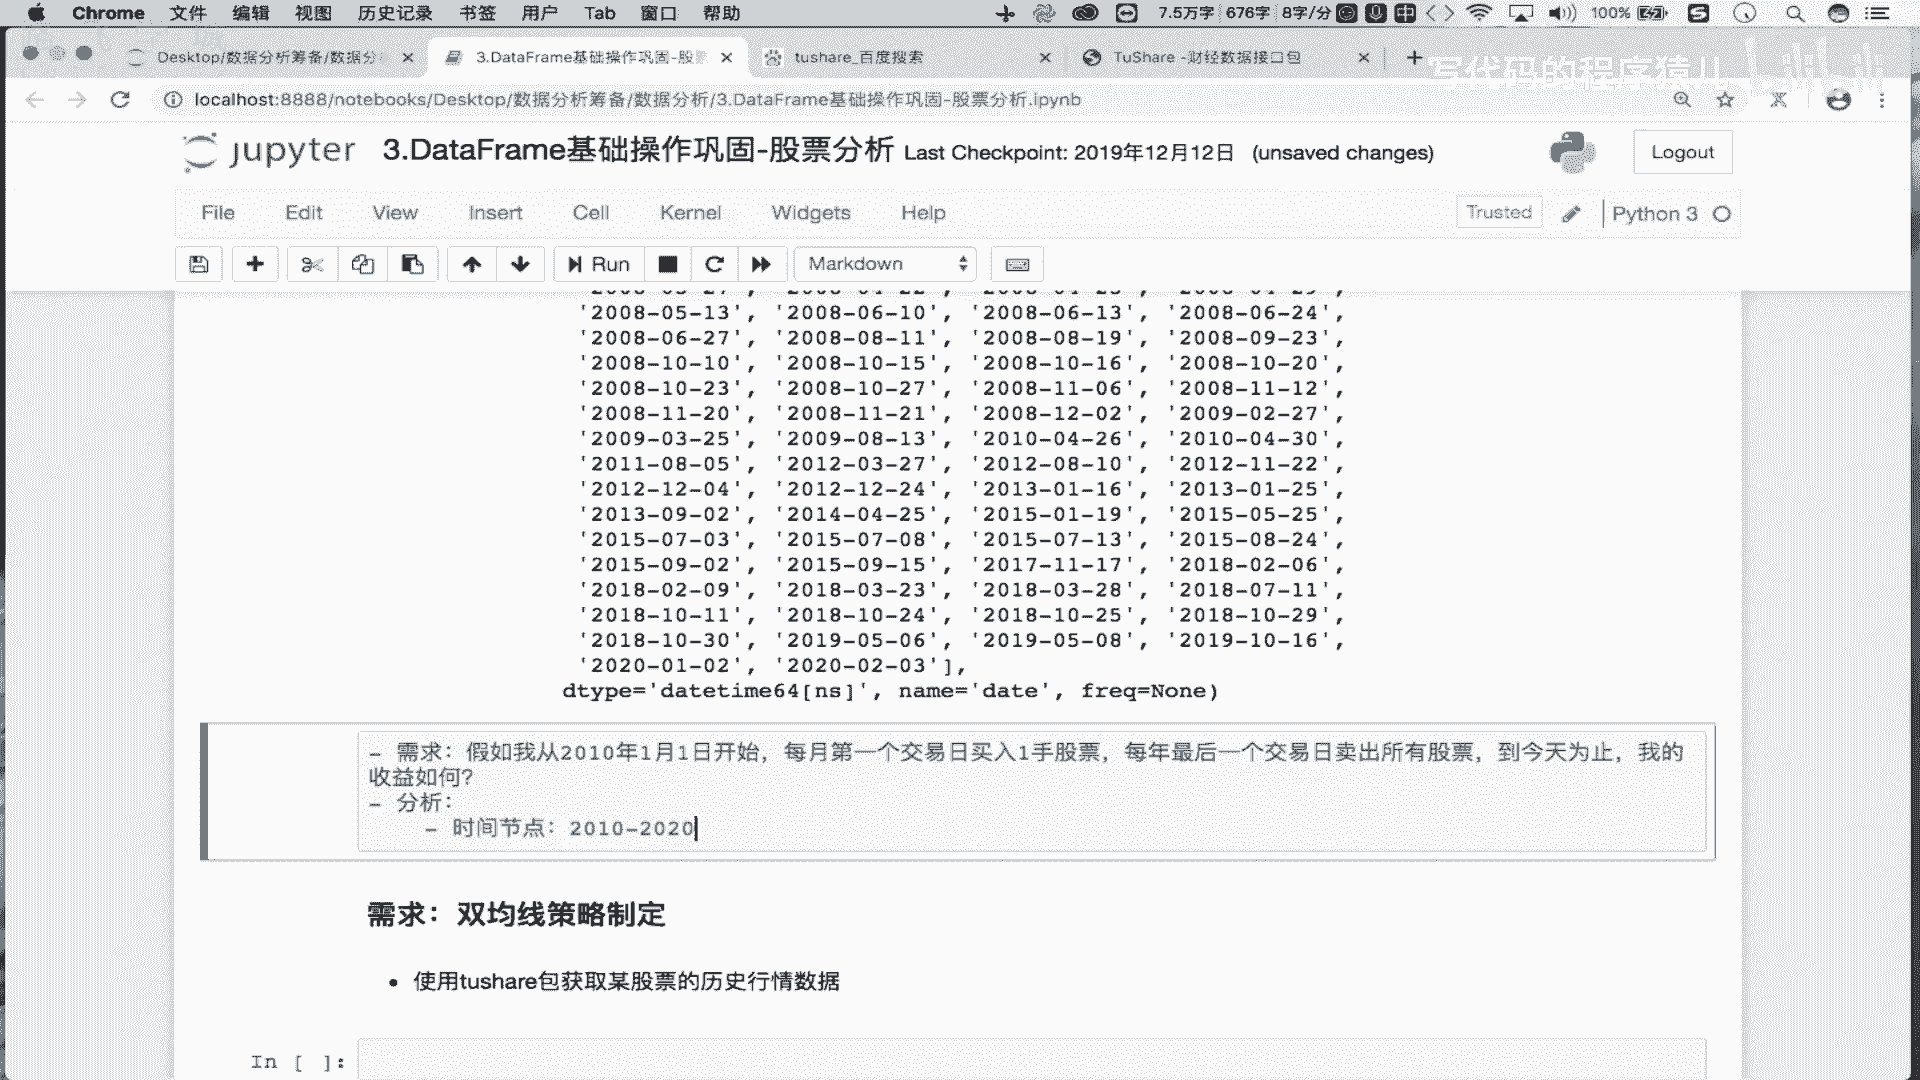 Chrome 文件 编辑 视图 历史记录 书签 用户 Tab 窗口 帮助 7.5万字 676字 8字/分 中 100%
Desktop/数据分析筹备/数据分 3.DataFrame基础操作巩固-股 tushare_百度搜索 TuShare -财经数据接口包
写代码的程序猿儿
localhost:8888/notebooks/Desktop/数据分析筹备/数据分析/3.DataFrame基础操作巩固-股票分析.ipynb
jupyter 3.DataFrame基础操作巩固-股票分析 Last Checkpoint: 2019年12月12日 (unsaved changes) Logout
File Edit View Insert Cell Kernel Widgets Help Trusted Python 3
Run Markdown
'2008-05-13', '2008-06-10', '2008-06-13', '2008-06-24',
'2008-06-27', '2008-08-11', '2008-08-19', '2008-09-23',
'2008-10-10', '2008-10-15', '2008-10-16', '2008-10-20',
'2008-10-23', '2008-10-27', '2008-11-06', '2008-11-12',
'2008-11-20', '2008-11-21', '2008-12-02', '2009-02-27',
'2009-03-25', '2009-08-13', '2010-04-26', '2010-04-30',
'2011-08-05', '2012-03-27', '2012-08-10', '2012-11-22',
'2012-12-04', '2012-12-24', '2013-01-16', '2013-01-25',
'2013-09-02', '2014-04-25', '2015-01-19', '2015-05-25',
'2015-07-03', '2015-07-08', '2015-07-13', '2015-08-24',
'2015-09-02', '2015-09-15', '2017-11-17', '2018-02-06',
'2018-02-09', '2018-03-23', '2018-03-28', '2018-07-11',
'2018-10-11', '2018-10-24', '2018-10-25', '2018-10-29',
'2018-10-30', '2019-05-06', '2019-05-08', '2019-10-16',
'2020-01-02', '2020-02-03'],
dtype='datetime64[ns]', name='date', freq=None)
- 需求：假如我从2010年1月1日开始，每月第一个交易日买入1手股票，每年最后一个交易日卖出所有股票，到今天为止，我的
收益如何？
- 分析：
- 时间节点：2010-2020
需求：双均线策略制定
• 使用tushare包获取某股票的历史行情数据
In [ ]: